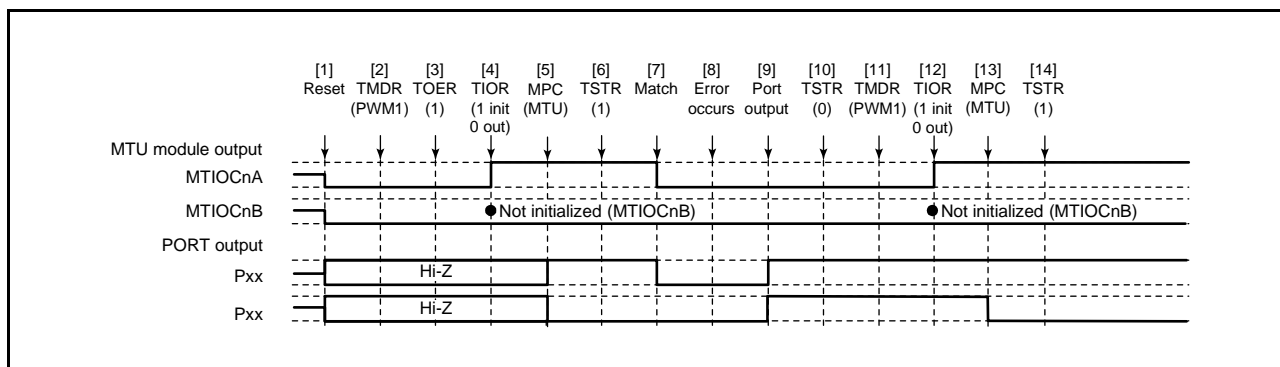 [1] [2] [3] [4] [5] [6] [7] [8] [9] [10] [11] [12] [13] [14]
Reset TMDR TOER TIOR MPC TSTR Match Error Port TSTR TMDR TIOR MPC TSTR
(PWM1) (1) (1 init (MTU) (1) occurs output (0) (PWM1) (1 init (MTU) (1)
0 out) 0 out)
MTU module output
MTIOCnA
MTIOCnB Not initialized (MTIOCnB) Not initialized (MTIOCnB)
PORT output
Pxx Hi-Z
Pxx Hi-Z